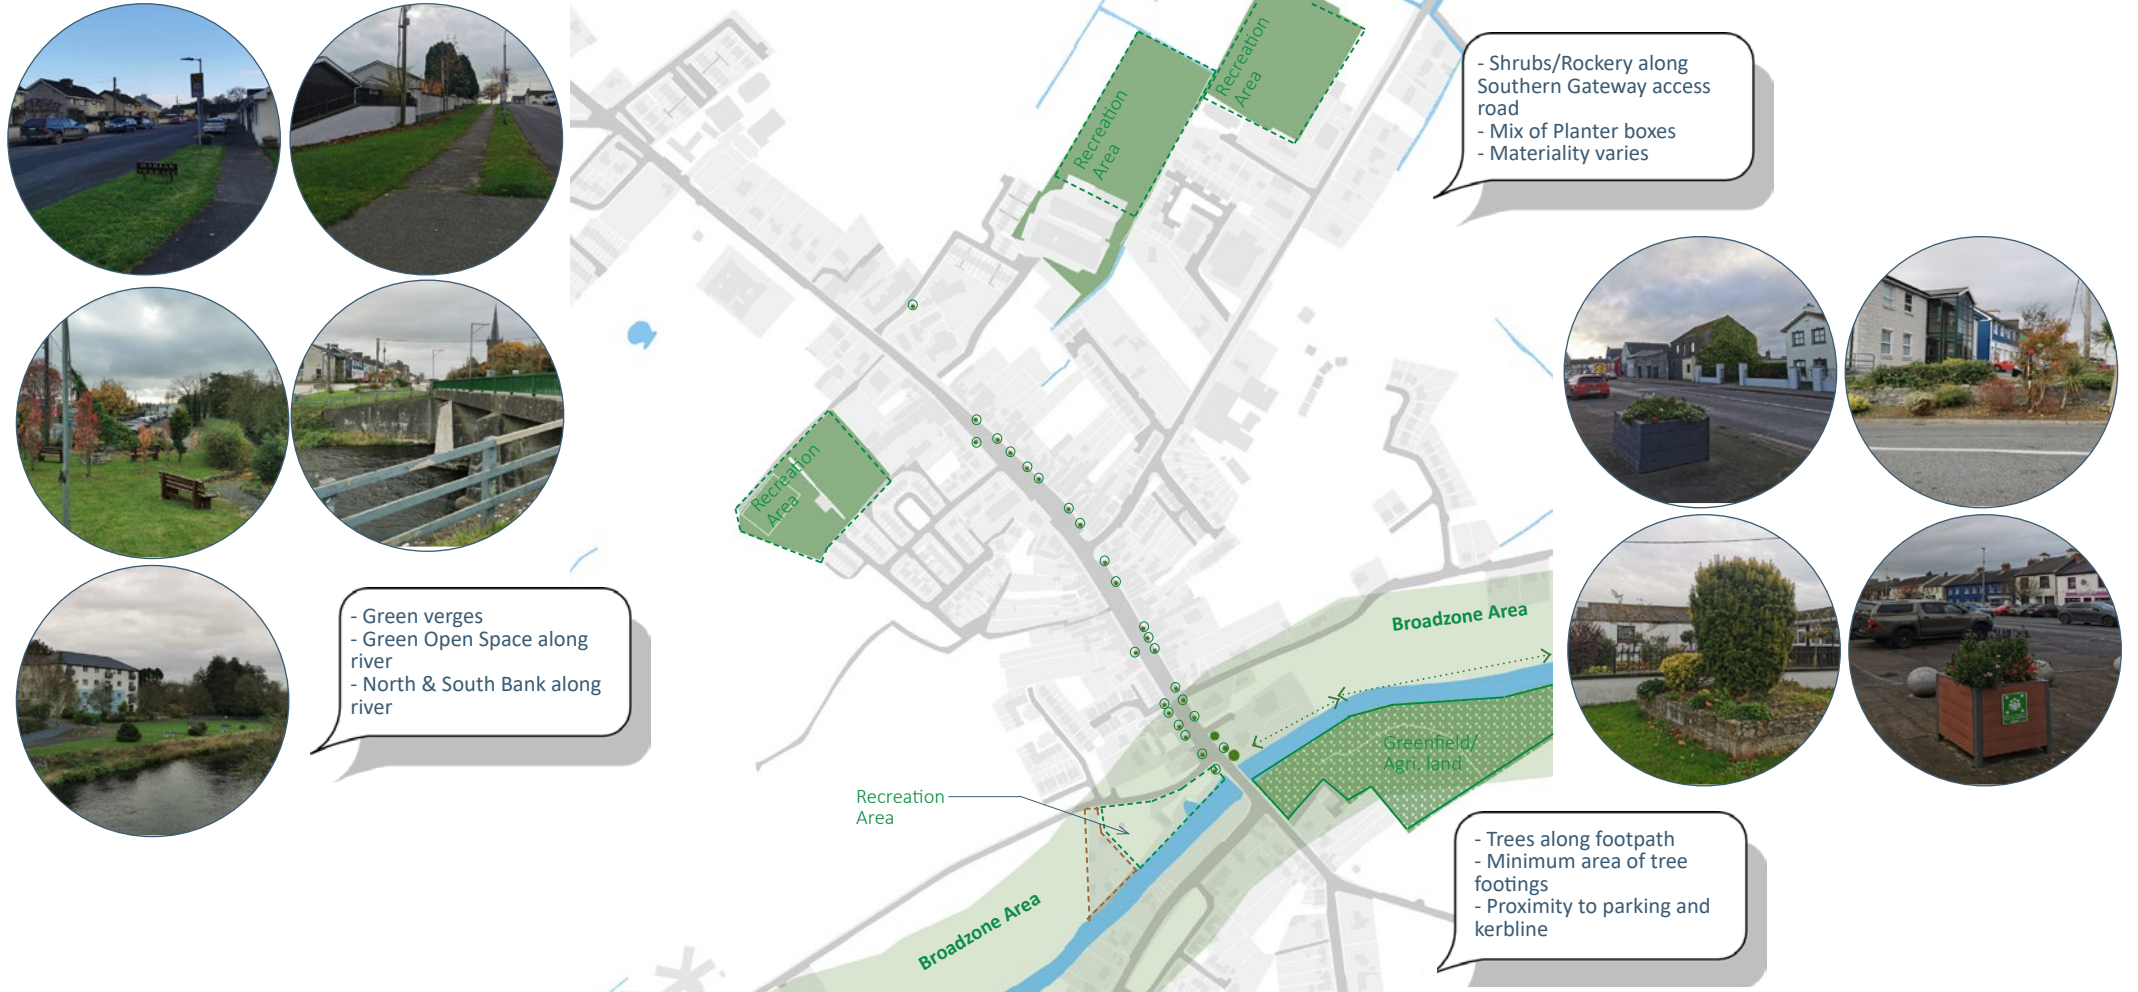 MARIAN
TERRACE
- Green verges
- Green Open Space along
river
- North & South Bank along
river
Recreation
Area
Recreation
Area
Recreation
Area
Recreation
Area
Broadzone Area
Broadzone Area
Greenfield/
Agri. land
- Shrubs/Rockery along
Southern Gateway access
road
- Mix of Planter boxes
- Materiality varies
- Trees along footpath
- Minimum area of tree
footings
- Proximity to parking and
kerbline